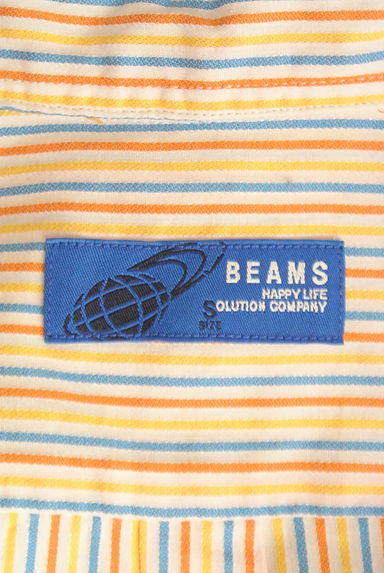 BEAMS
HAPPY LIFE
SOLUTION COMPANY
SIZE